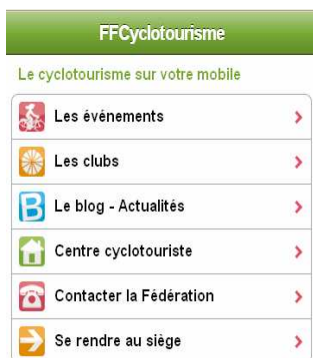 FFCyclotourisme
Le cyclotourisme sur votre mobile
Les événements
Les clubs
B Le blog - Actualités
Centre cyclotouriste
Contacter la Fédération
Se rendre au siège